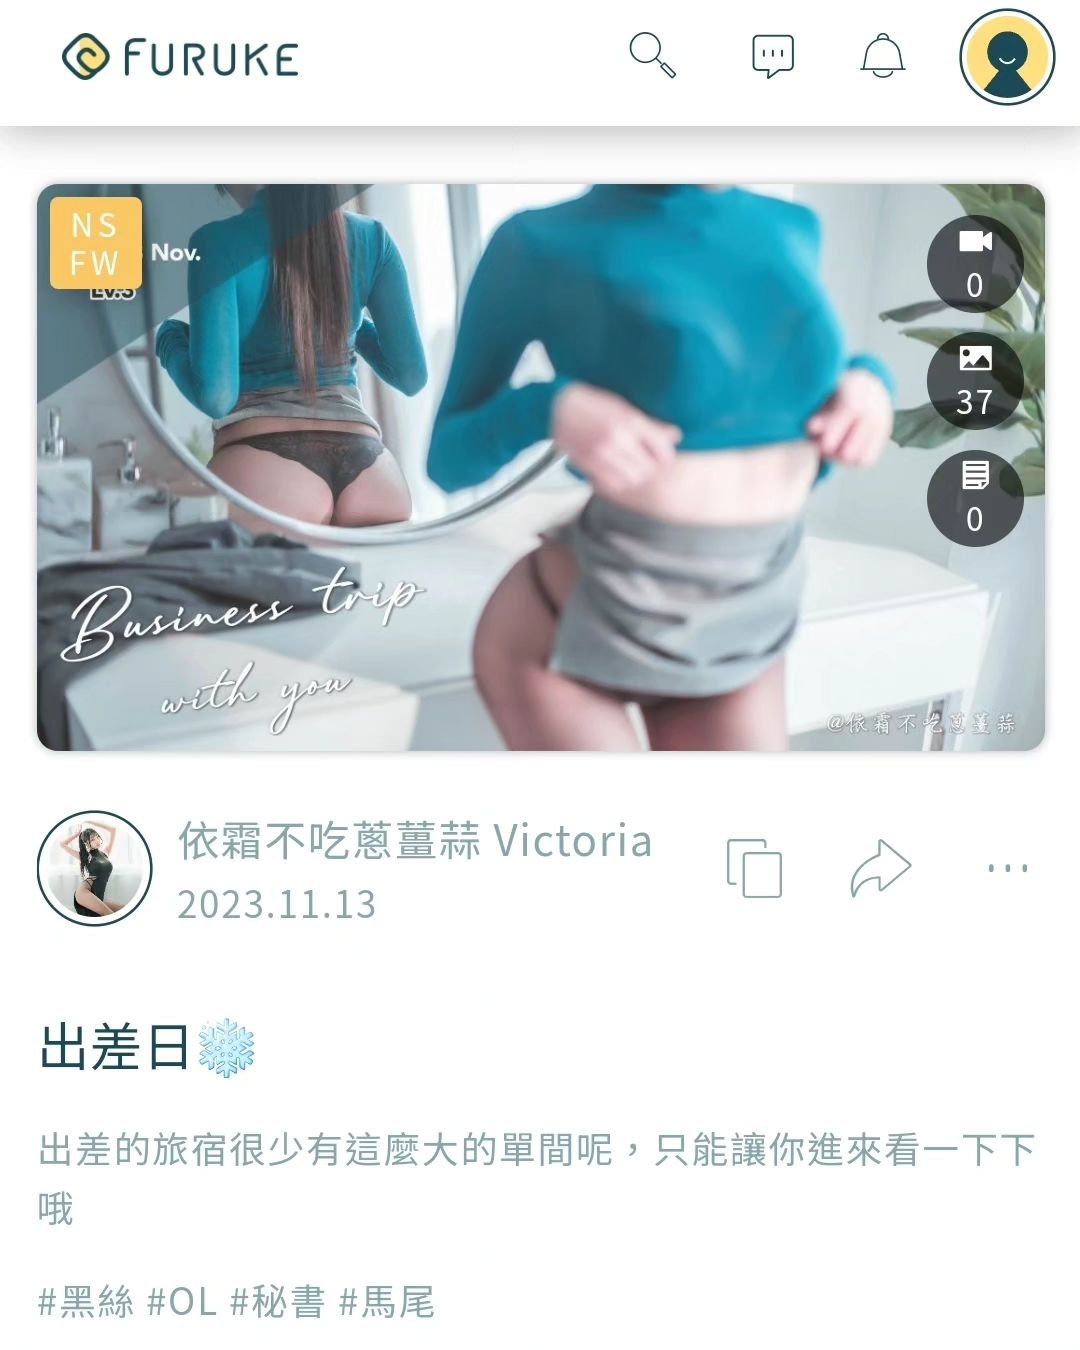 FURUKE
NS
FW
Nov.
LV.3
0
37
0
Business trip
with you
@依霜不吃蔥薑蒜
依霜不吃蔥薑蒜 Victoria
2023.11.13
出差日❄️
出差的旅宿很少有這麼大的單間呢，只能讓你進來看一下下
哦
#黑絲 #OL #秘書 #馬尾